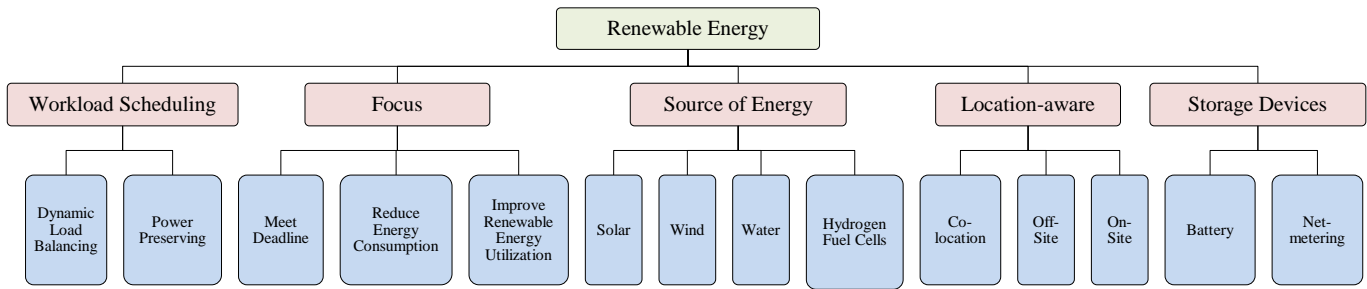 Renewable Energy
Workload Scheduling
Focus
Source of Energy
Location-aware
Storage Devices
Dynamic
Load
Balancing
Power
Preserving
Meet
Deadline
Reduce
Energy
Consumption
Improve
Renewable
Energy
Utilization
Solar
Wind
Water
Hydrogen
Fuel Cells
Co-
location
Off-
Site
On-
Site
Battery
Net-
metering